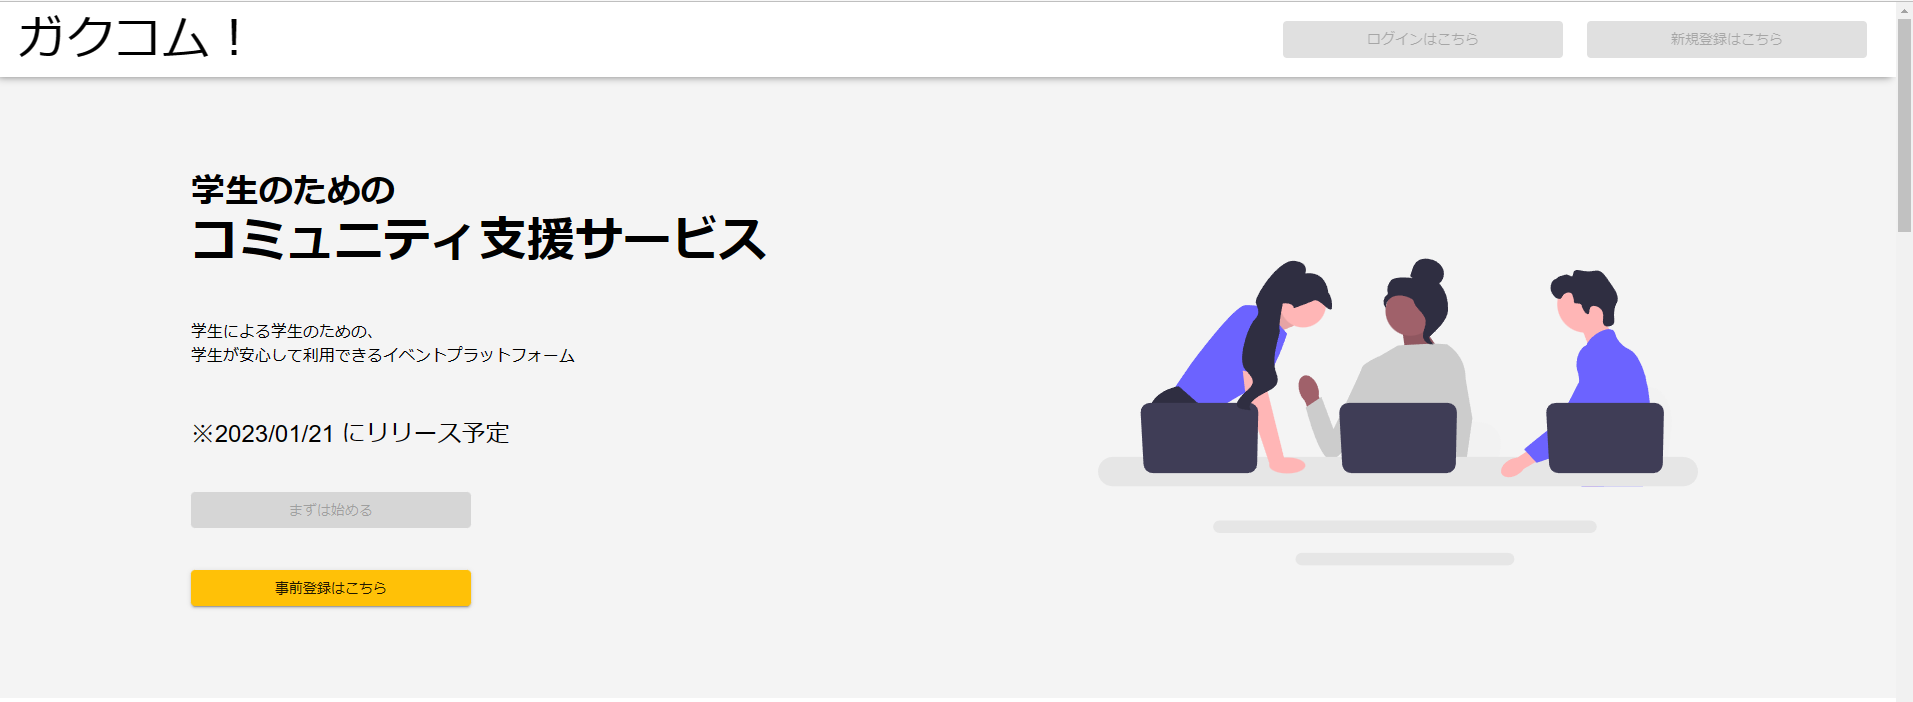 ガクコム！
ログインはこちら
新規登録はこちら
学生のための
コミュニティ支援サービス
学生による学生のための、
学生が安心して利用できるイベントプラットフォーム
※2023/01/21 にリリース予定
まずは始める
事前登録はこちら